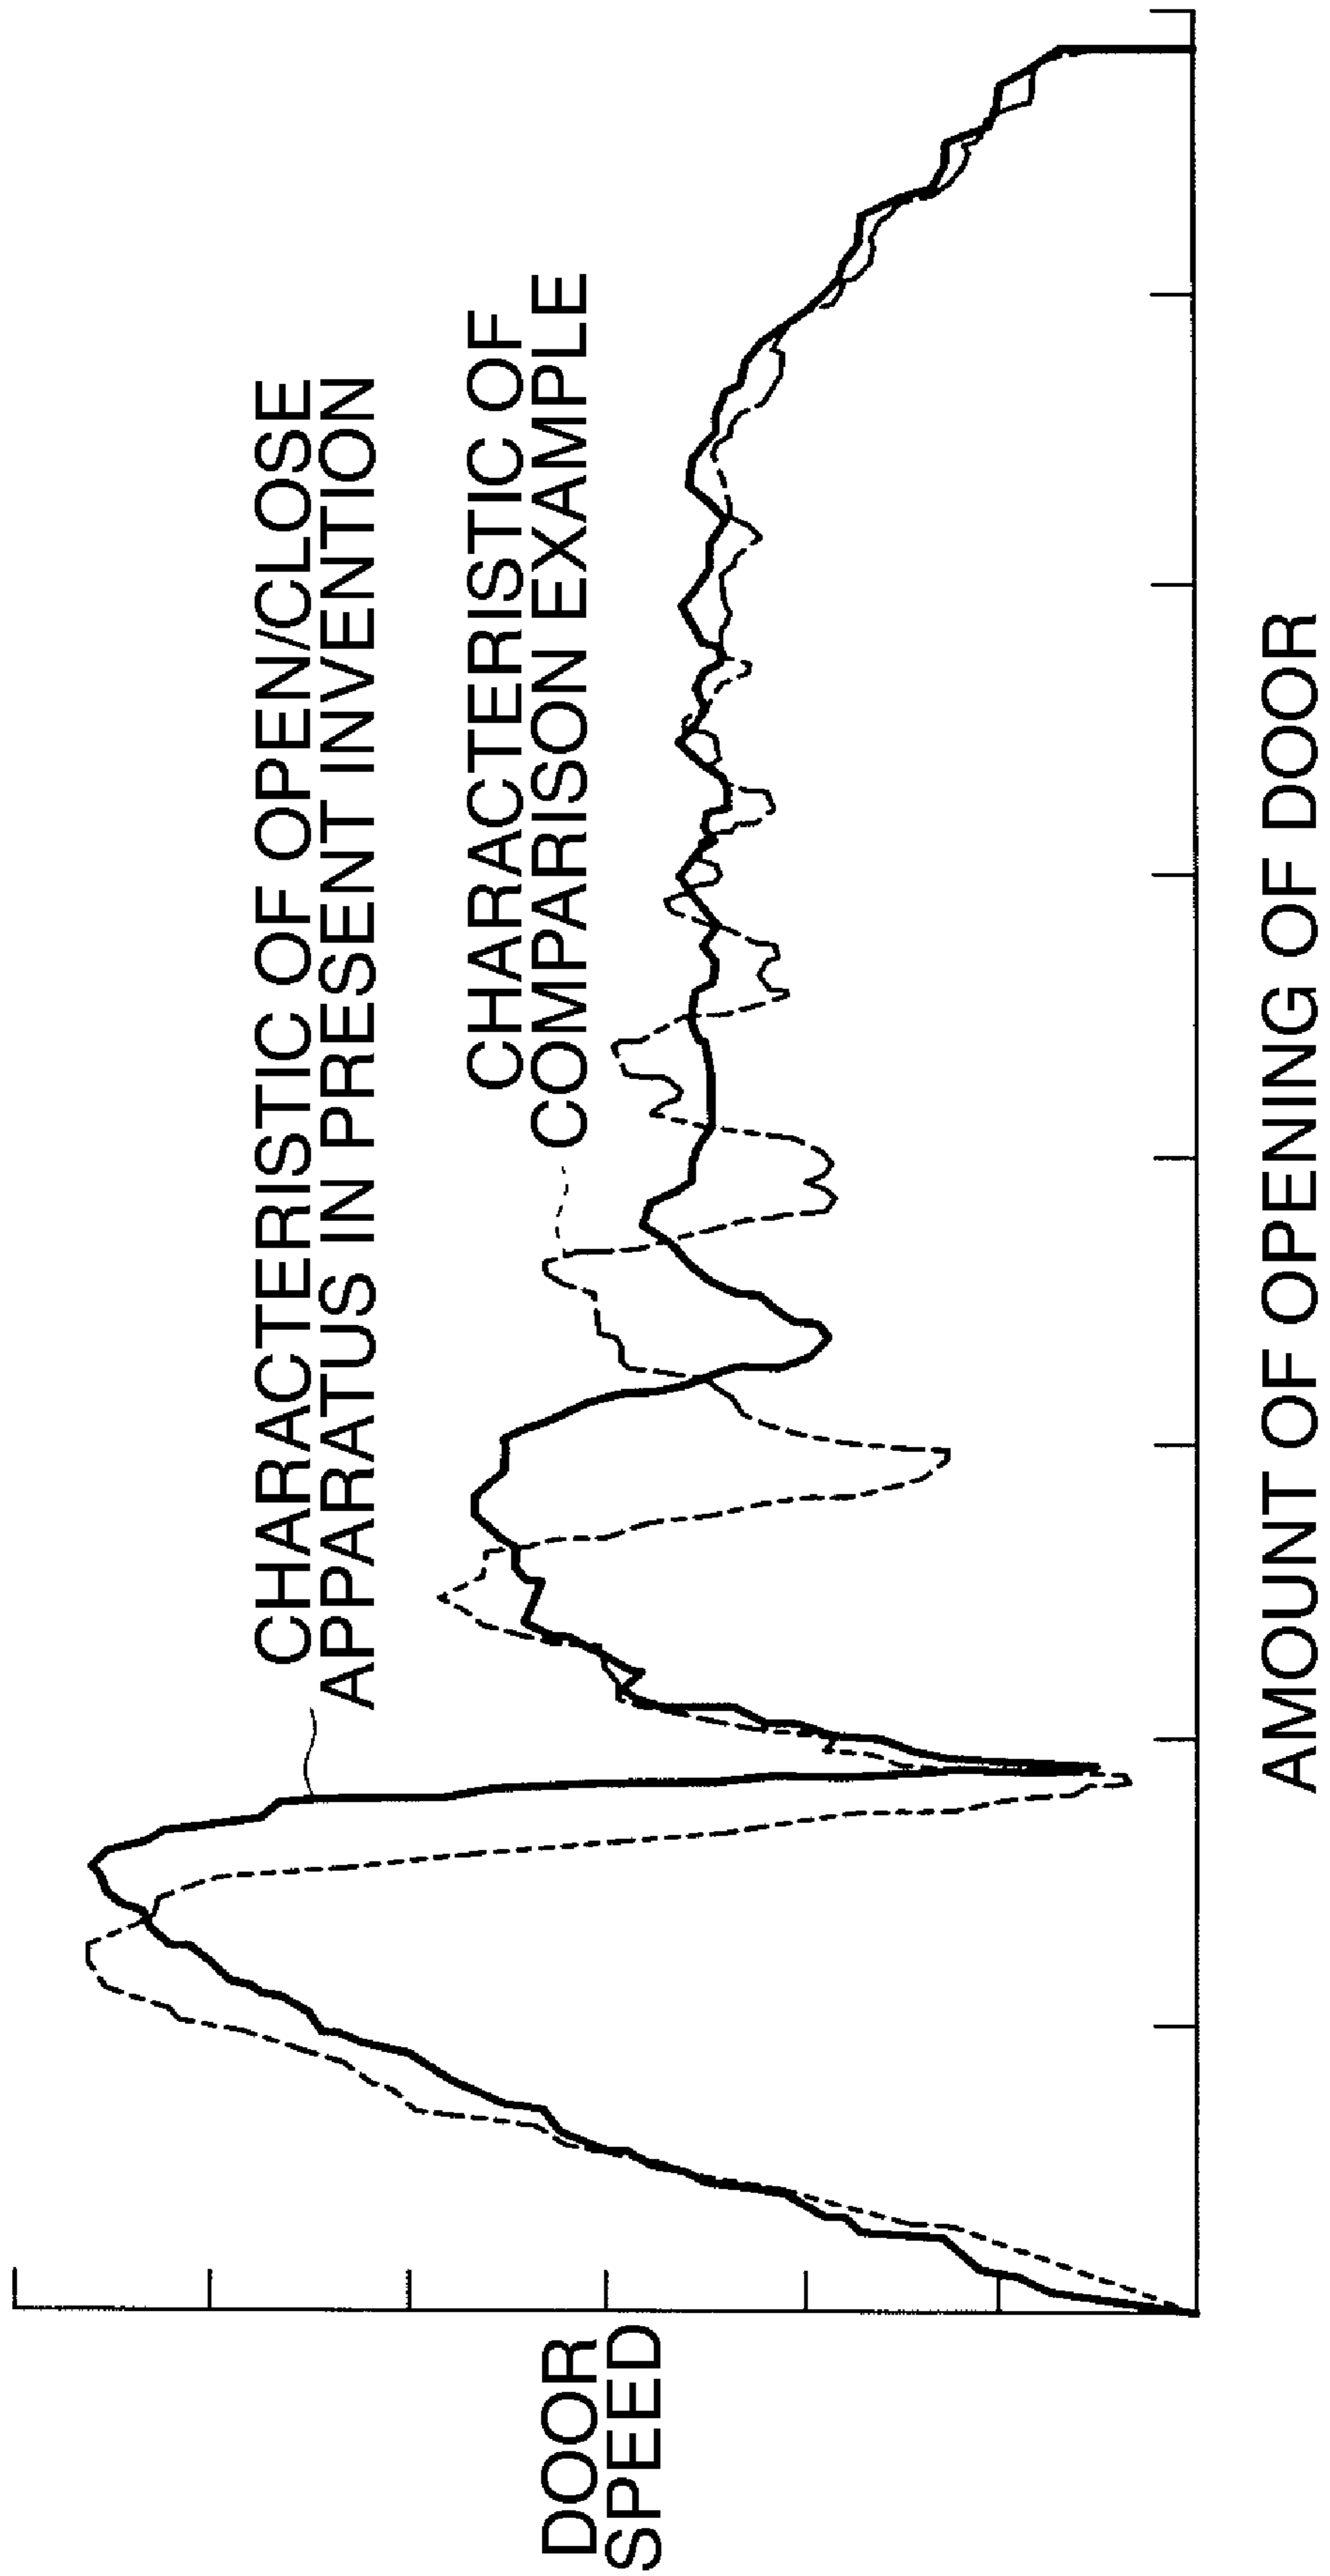 CHARACTERISTIC OF OPEN/CLOSE
APPARATUS IN PRESENT INVENTION
CHARACTERISTIC OF
COMPARISON EXAMPLE
DOOR
SPEED
AMOUNT OF OPENING OF DOOR